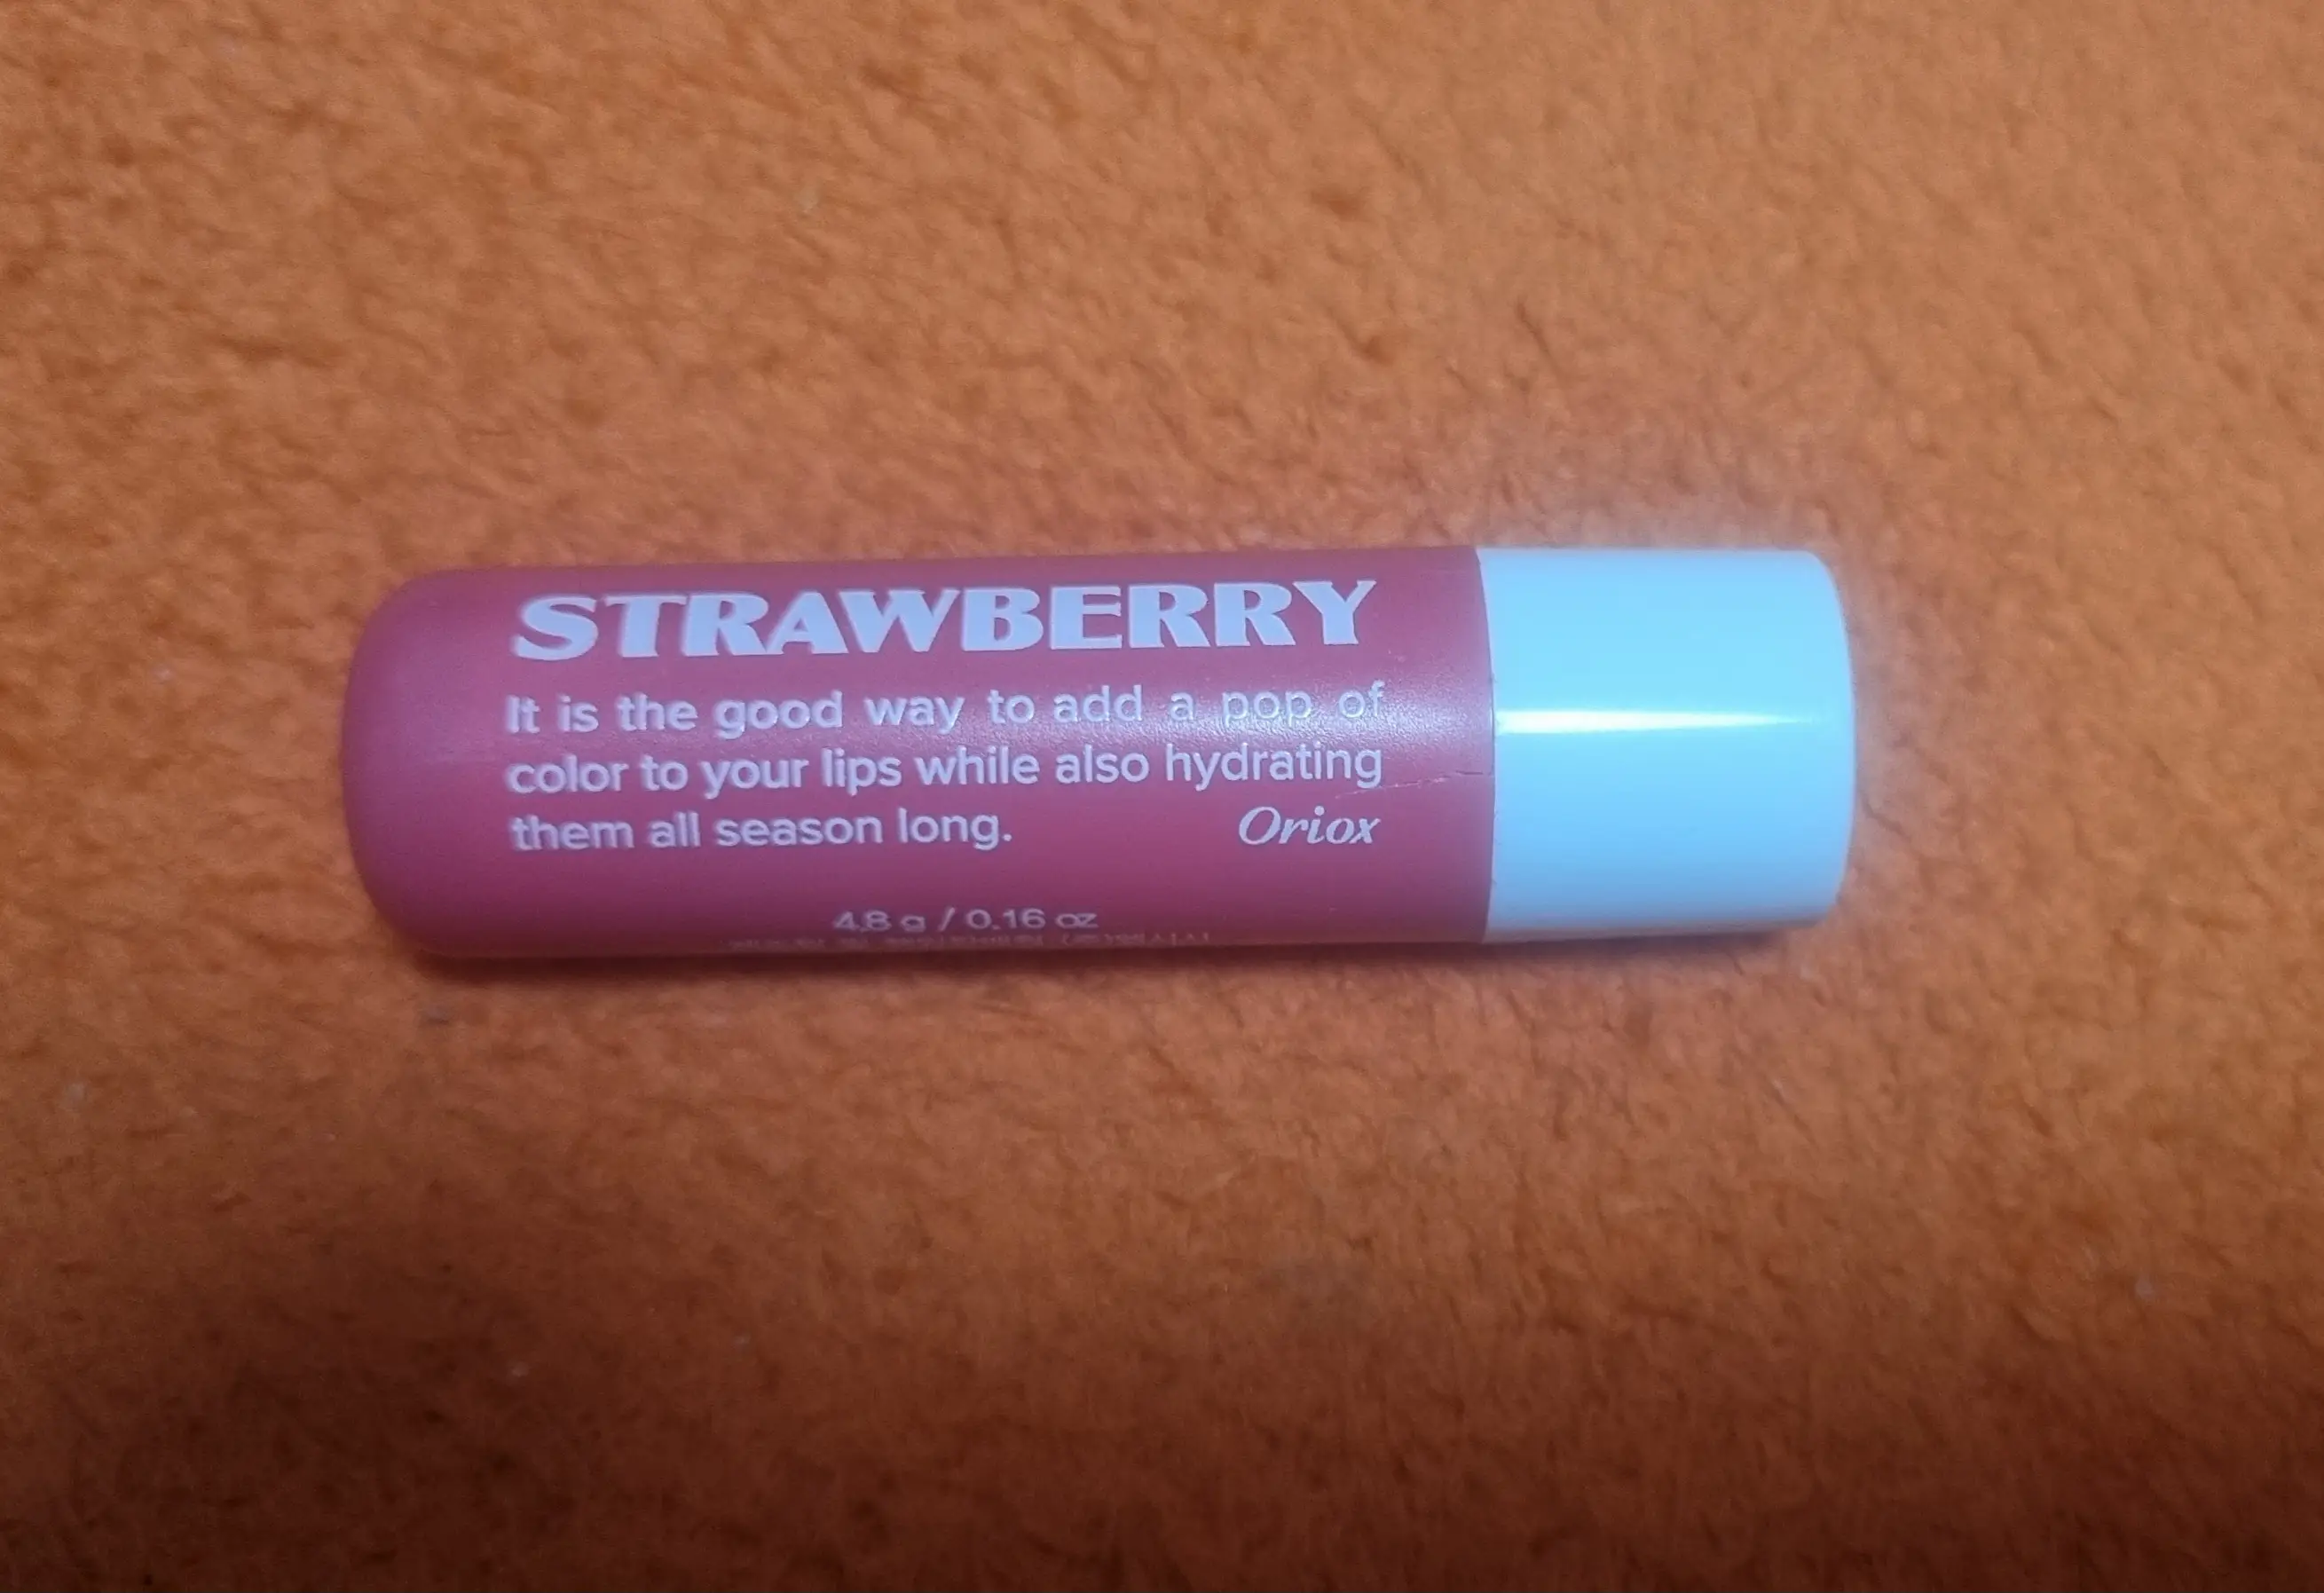 STRAWBERRY
It is the good way to add a pop of
color to your lips while also hydrating
them all season long. Oriox
4.8 g / 0.16 oz